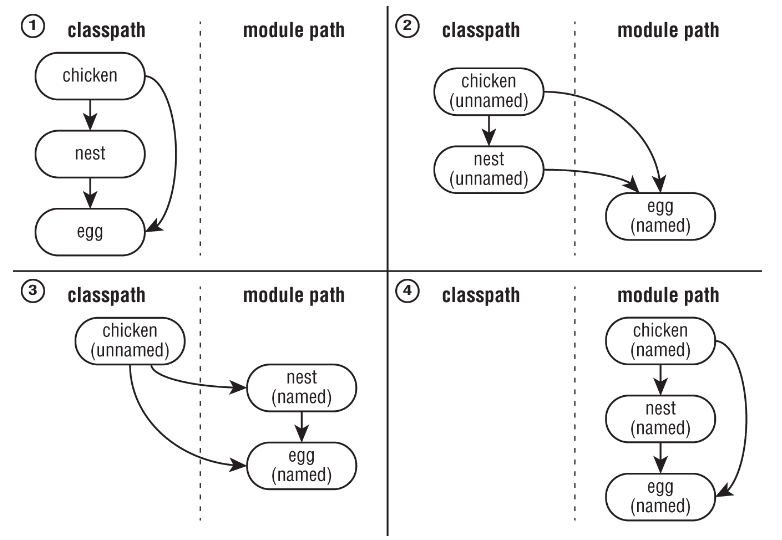 1 classpath module path
chicken
nest
egg
2 classpath module path
chicken
(unnamed)
nest
(unnamed)
egg
(named)
3 classpath module path
chicken
(unnamed)
nest
(named)
egg
(named)
4 classpath module path
chicken
(named)
nest
(named)
egg
(named)